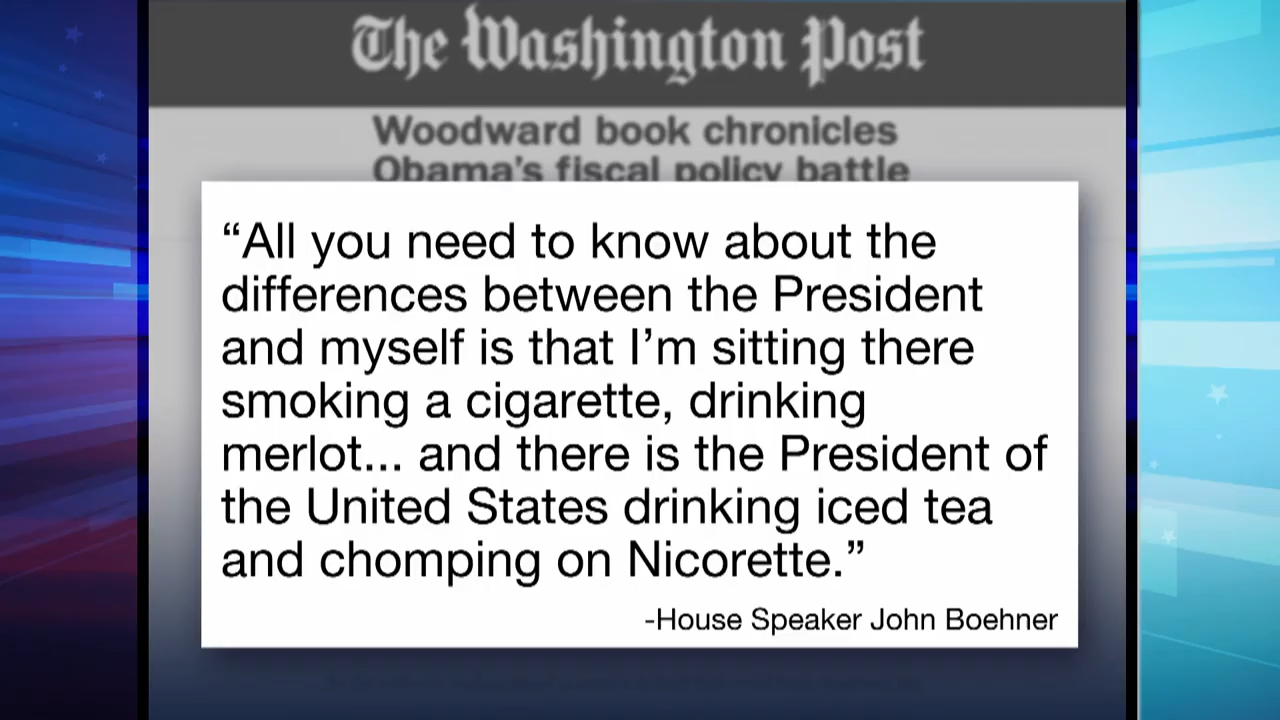 The Washington Post
Woodward book chronicles
Obama's fiscal policy battle
“All you need to know about the
differences between the President
and myself is that I’m sitting there
smoking a cigarette, drinking
merlot... and there is the President of
the United States drinking iced tea
and chomping on Nicorette.”
-House Speaker John Boehner